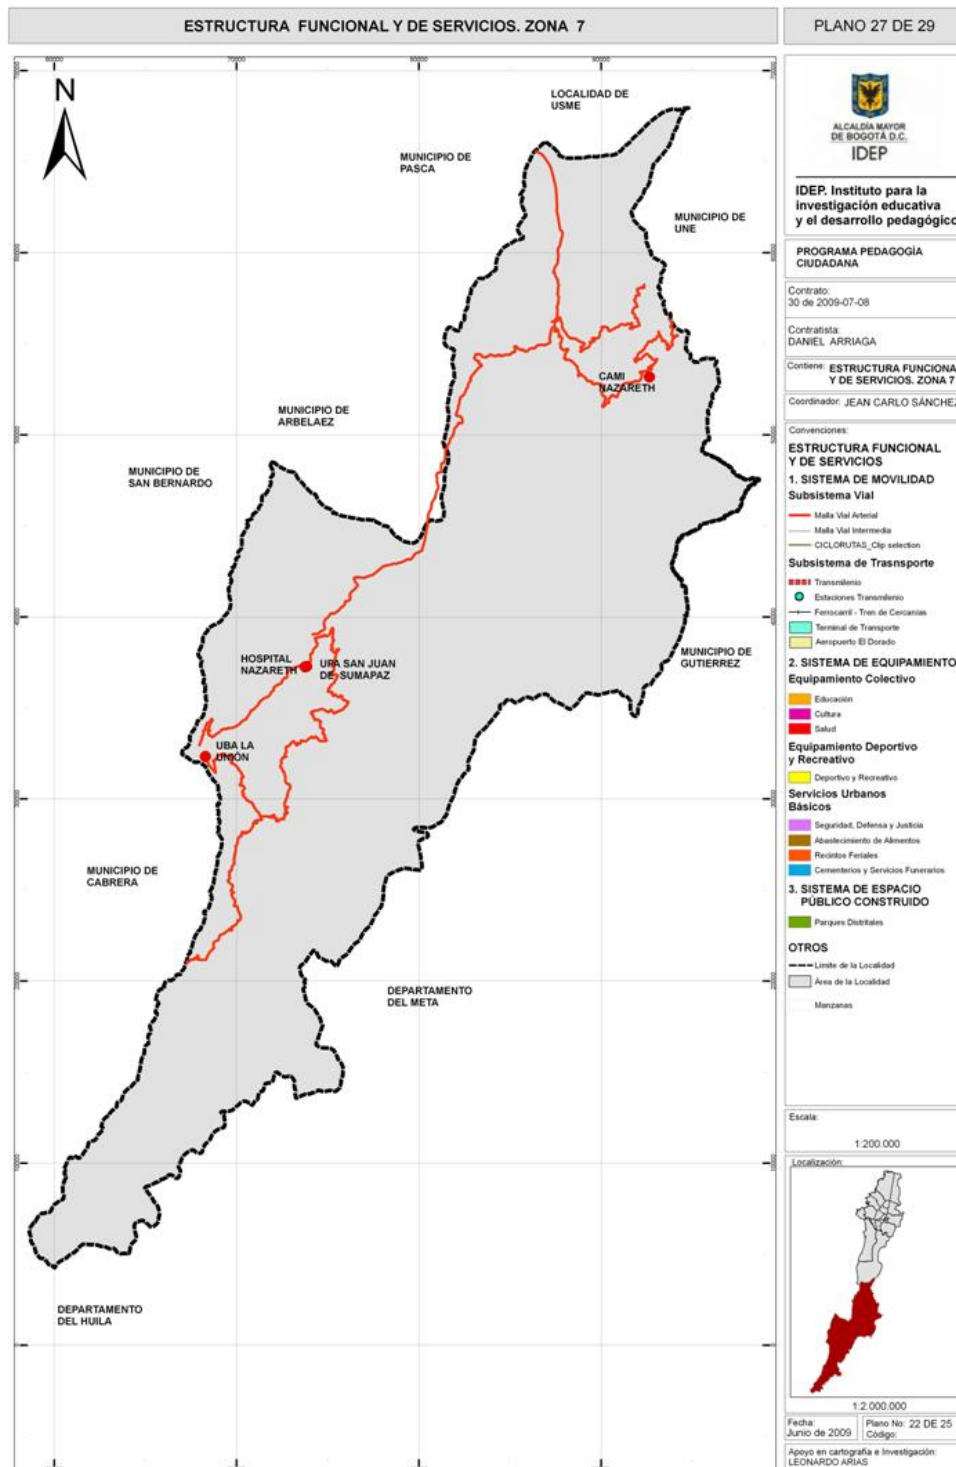 ESTRUCTURA FUNCIONAL Y DE SERVICIOS. ZONA 7
PLANO 27 DE 29
N
LOCALIDAD DE
USME
MUNICIPIO DE
PASCA
MUNICIPIO DE
UNE
CAMI
NAZARETH
MUNICIPIO DE
ARBELAEZ
MUNICIPIO DE
SAN BERNARDO
HOSPITAL
NAZARETH
UPA SAN JUAN
DE SUMAPAZ
MUNICIPIO DE
GUTIERREZ
UBA LA
UNIÓN
MUNICIPIO DE
CABRERA
DEPARTAMENTO
DEL META
DEPARTAMENTO
DEL HUILA
ALCALDÍA MAYOR
DE BOGOTÁ D.C.
IDEP
IDEP. Instituto para la
investigación educativa
y el desarrollo pedagógico
PROGRAMA PEDAGOGÍA
CIUDADANA
Contrato:
30 de 2009-07-08
Contratista:
DANIEL ARRIAGA
Contiene: ESTRUCTURA FUNCIONA
Y DE SERVICIOS. ZONA 7
Coordinador: JEAN CARLO SÁNCHEZ
Convenciones:
ESTRUCTURA FUNCIONAL
Y DE SERVICIOS
1. SISTEMA DE MOVILIDAD
Subsistema Vial
Malla Vial Arterial
Malla Vial Intermedia
CICLORUTAS_Clip selection
Subsistema de Trasnsporte
Transmilenio
Estaciones Transmilenio
Ferrocarril - Tren de Cercanias
Terminal de Transporte
Aeropuerto El Dorado
2. SISTEMA DE EQUIPAMIENTO
Equipamiento Colectivo
Educación
Cultura
Salud
Equipamiento Deportivo
y Recreativo
Deportivo y Recreativo
Servicios Urbanos
Básicos
Seguridad, Defensa y Justicia
Abastecimiento de Alimentos
Recintos Feriales
Cementerios y Servicios Funerarios
3. SISTEMA DE ESPACIO
PÚBLICO CONSTRUIDO
Parques Distritales
OTROS
Limite de la Localidad
Área de la Localidad
Manzanas
Escala:
1:200.000
Localización:
1:2.000.000
Fecha:
Junio de 2009
Plano No: 22 DE 25
Código:
Apoyo en cartografía e Investigación:
LEONARDO ARIAS